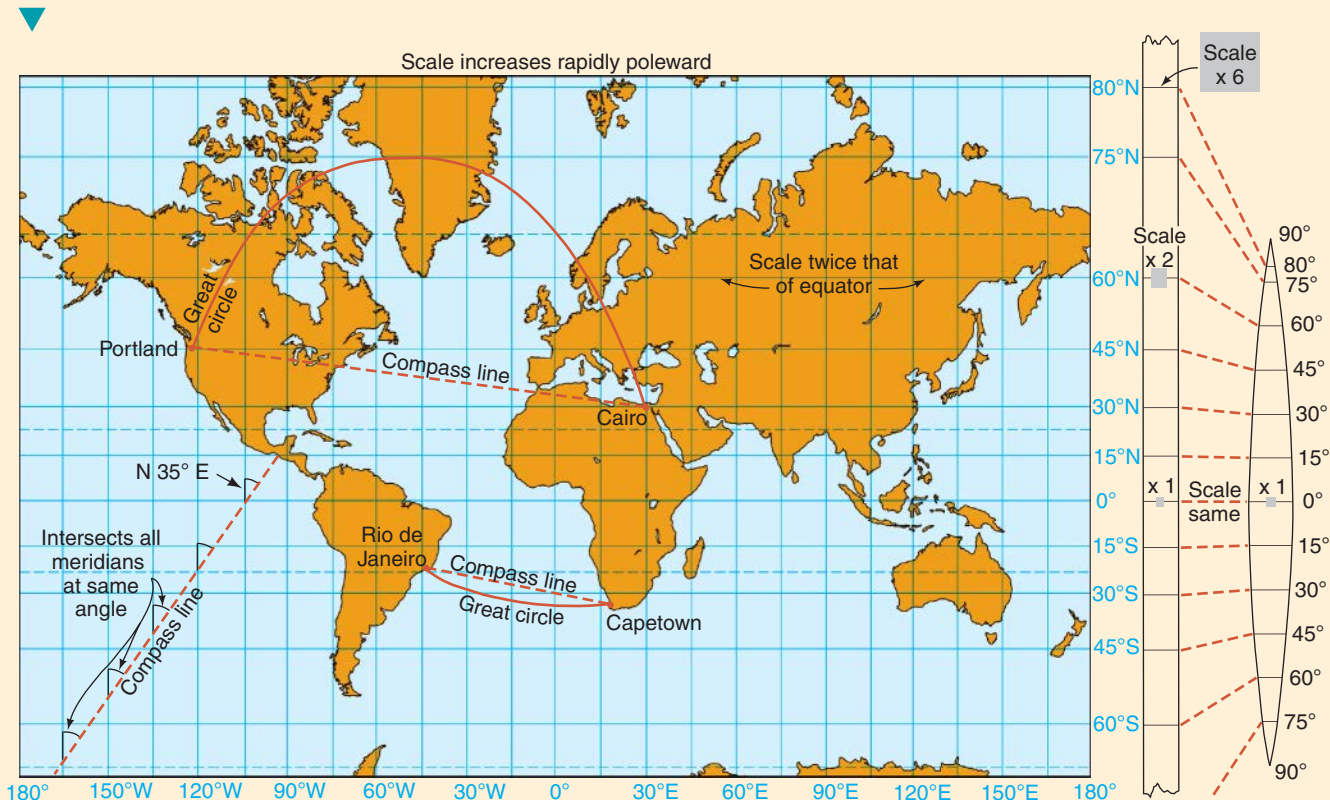 Scale increases rapidly poleward
Scale
x 6
80°N
75°N
Scale
x 2
60°N
45°N
30°N
15°N
0°
15°S
30°S
45°S
60°S
90°
80°
75°
60°
45°
30°
15°
0°
15°
30°
45°
60°
75°
90°
x 1
Scale
same
x 1
Great
circle
Scale twice that
of equator
Portland
Compass line
Cairo
N 35° E
Intersects all
meridians
at same
angle
Compass line
Rio de
Janeiro
Compass line
Great circle
Capetown
180°
150°W
120°W
90°W
60°W
30°W
0°
30°E
60°E
90°E
120°E
150°E
180°